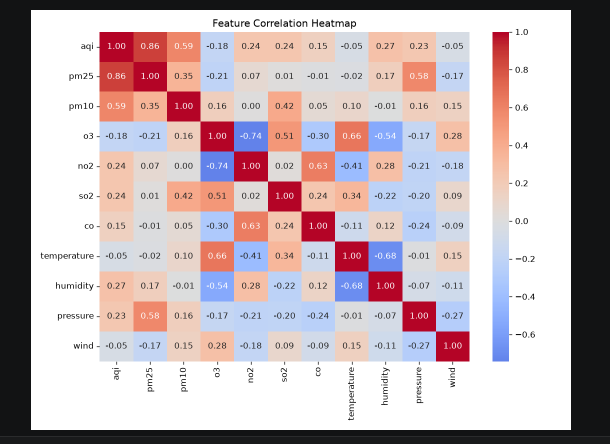 Feature Correlation Heatmap
aqi 1.00 0.86 0.59 -0.18 0.24 0.24 0.15 -0.05 0.27 0.23 -0.05
pm25 0.86 1.00 0.35 -0.21 0.07 0.01 -0.01 -0.02 0.17 0.58 -0.17
pm10 0.59 0.35 1.00 0.16 0.00 0.42 0.05 0.10 -0.01 0.16 0.15
o3 -0.18 -0.21 0.16 1.00 -0.74 0.51 -0.30 0.66 -0.54 -0.17 0.28
no2 0.24 0.07 0.00 -0.74 1.00 0.02 0.63 -0.41 0.28 -0.21 -0.18
so2 0.24 0.01 0.42 0.51 0.02 1.00 0.24 0.34 -0.22 -0.20 0.09
co 0.15 -0.01 0.05 -0.30 0.63 0.24 1.00 -0.11 0.12 -0.24 -0.09
temperature -0.05 -0.02 0.10 0.66 -0.41 0.34 -0.11 1.00 -0.68 -0.01 0.15
humidity 0.27 0.17 -0.01 -0.54 0.28 -0.22 0.12 -0.68 1.00 -0.07 -0.11
pressure 0.23 0.58 0.16 -0.17 -0.21 -0.20 -0.24 -0.01 -0.07 1.00 -0.27
wind -0.05 -0.17 0.15 0.28 -0.18 0.09 -0.09 0.15 -0.11 -0.27 1.00
aqi pm25 pm10 o3 no2 so2 co temperature humidity pressure wind
1.0
0.8
0.6
0.4
0.2
0.0
−0.2
−0.4
−0.6